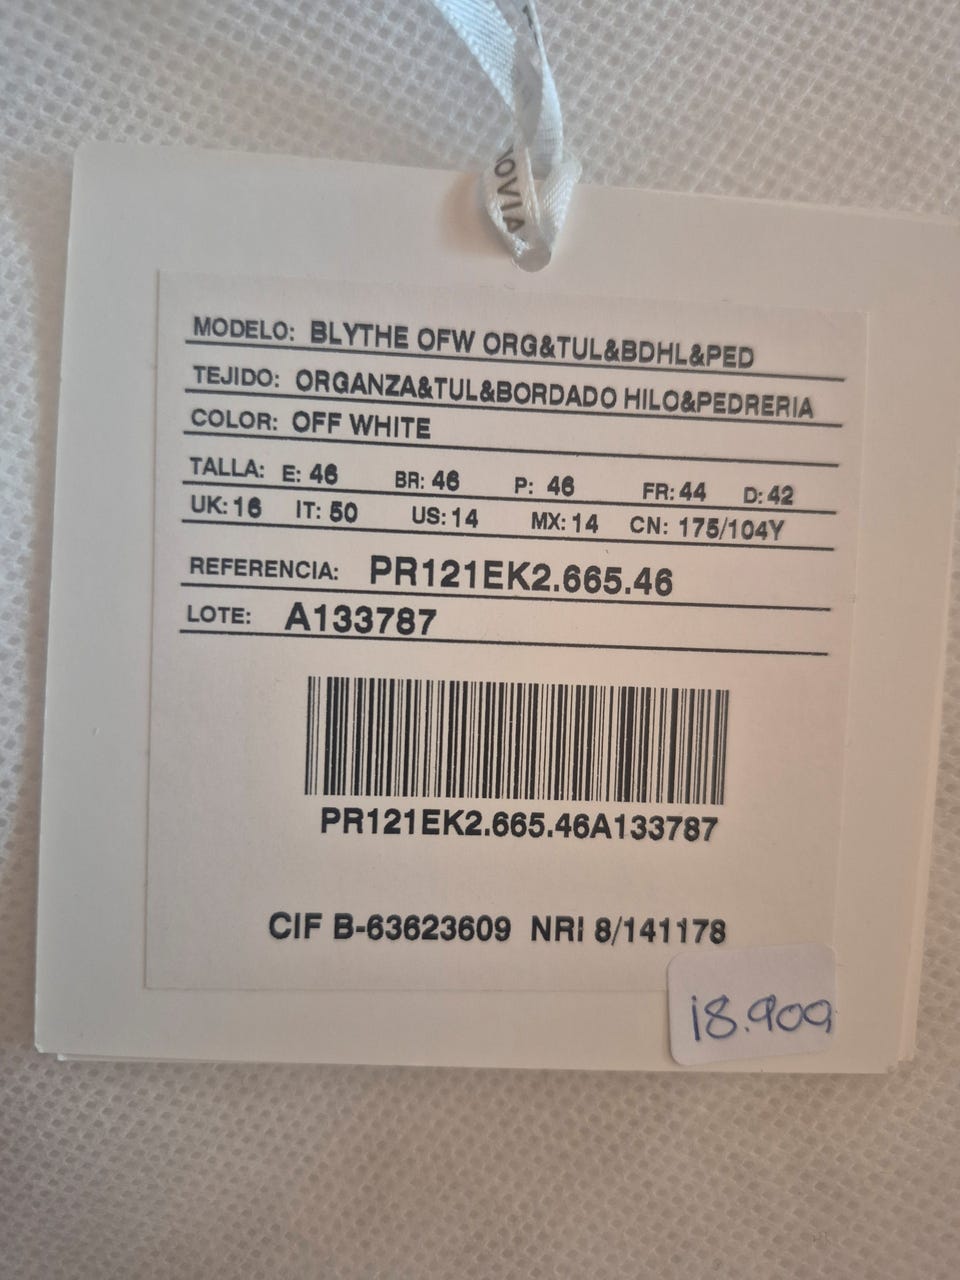 NOVIA
MODELO: BLYTHE OFW ORG&TUL&BDHL&PED
TEJIDO: ORGANZA&TUL&BORDADO HILO&PEDRERIA
COLOR: OFF WHITE
TALLA: E: 46 BR: 46 P: 46 FR: 44 D: 42
UK: 16 IT: 50 US: 14 MX: 14 CN: 175/104Y
REFERENCIA: PR121EK2.665.46
LOTE: A133787
PR121EK2.665.46A133787
CIF B-63623609 NRI 8/141178
18.909